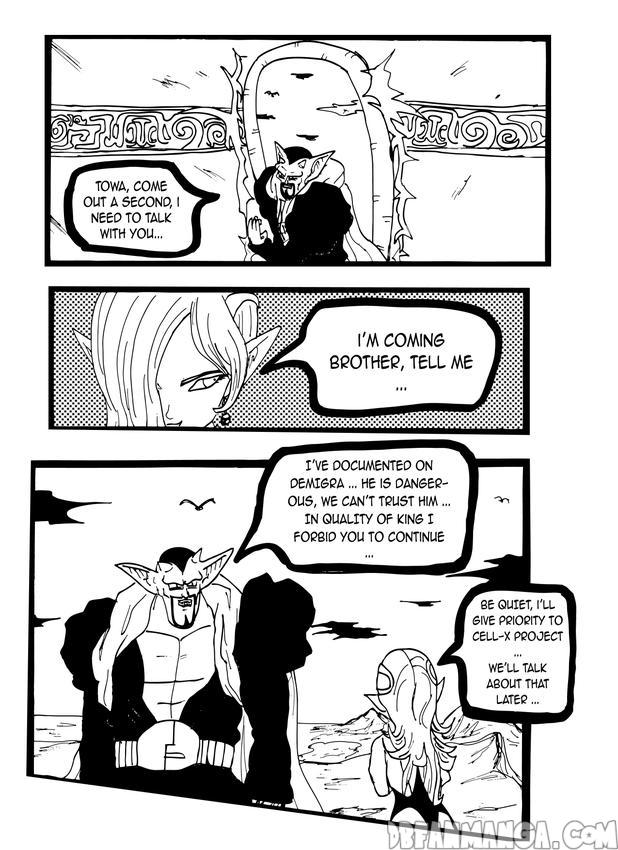 TOWA, COME
OUT A SECOND, I
NEED TO TALK
WITH YOU...
I'M COMING
BROTHER, TELL ME
...
I'VE DOCUMENTED ON
DEMIGRA ... HE IS DANGER-
OUS, WE CAN'T TRUST HIM ...
IN QUALITY OF KING I
FORBID YOU TO CONTINUE
...
BE QUIET, I'LL
GIVE PRIORITY TO
CELL-X PROJECT
...
WE'LL TALK
ABOUT THAT
LATER ...
DBFANMANGA.COM